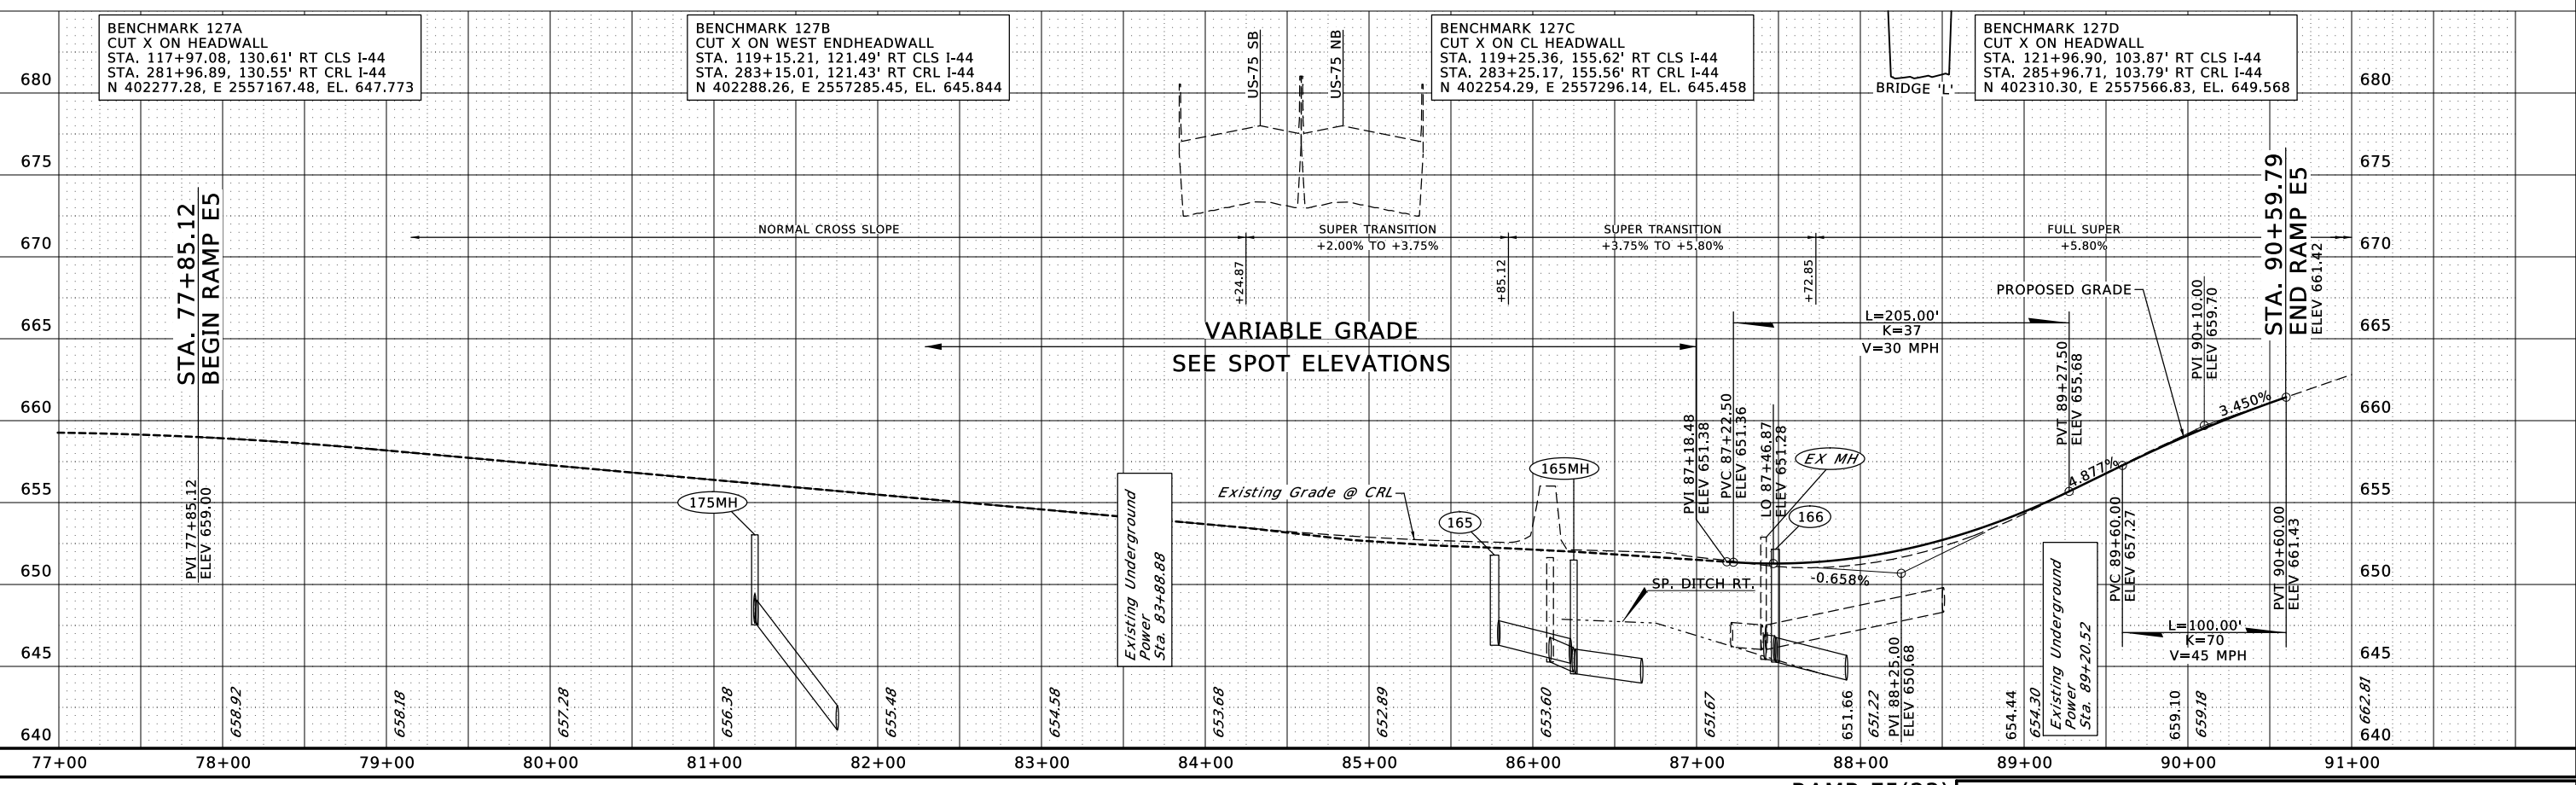 BENCHMARK 127A
CUT X ON HEADWALL
STA. 117+97.08, 130.61' RT CLS I-44
STA. 281+96.89, 130.55' RT CRL I-44
N 402277.28, E 2557167.48, EL. 647.773
BENCHMARK 127B
CUT X ON WEST ENDHEADWALL
STA. 119+15.21, 121.49' RT CLS I-44
STA. 283+15.01, 121.43' RT CRL I-44
N 402288.26, E 2557285.45, EL. 645.844
US-75 SB
US-75 NB
BENCHMARK 127C
CUT X ON CL HEADWALL
STA. 119+25.36, 155.62' RT CLS I-44
STA. 283+25.17, 155.56' RT CRL I-44
N 402254.29, E 2557296.14, EL. 645.458
BRIDGE 'L'
BENCHMARK 127D
CUT X ON HEADWALL
STA. 121+96.90, 103.87' RT CLS I-44
STA. 285+96.71, 103.79' RT CRL I-44
N 402310.30, E 2557566.83, EL. 649.568
680
675
670
665
660
655
650
645
640
680
675
670
665
660
655
650
645
640
STA. 77+85.12
BEGIN RAMP E5
PVI 77+85.12
ELEV 659.00
NORMAL CROSS SLOPE
SUPER TRANSITION
+2.00% TO +3.75%
SUPER TRANSITION
+3.75% TO +5.80%
FULL SUPER
+5.80%
+24.87
+85.12
+72.85
STA. 90+59.79
END RAMP E5
ELEV 661.42
VARIABLE GRADE
SEE SPOT ELEVATIONS
L=205.00'
K=37
V=30 MPH
PROPOSED GRADE
PVI 90+10.00
ELEV 659.70
PVT 89+27.50
ELEV 655.68
3.450%
4.877%
PVI 87+18.48
ELEV 651.38
PVC 87+22.50
ELEV 651.36
LO 87+46.87
ELEV 651.28
EX MH
166
165MH
165
175MH
Existing Grade @ CRL
Existing Underground
Power
Sta. 83+88.88
SP. DITCH RT.
-0.658%
PVI 88+25.00
ELEV 650.68
Existing Underground
Power
Sta. 89+20.52
PVC 89+60.00
ELEV 657.27
PVT 90+60.00
ELEV 661.43
L=100.00'
K=70
V=45 MPH
658.92
658.18
657.28
656.38
655.48
654.58
653.68
652.89
653.60
651.67
651.66
651.22
654.44
654.30
659.10
659.18
662.81
77+00
78+00
79+00
80+00
81+00
82+00
83+00
84+00
85+00
86+00
87+00
88+00
89+00
90+00
91+00